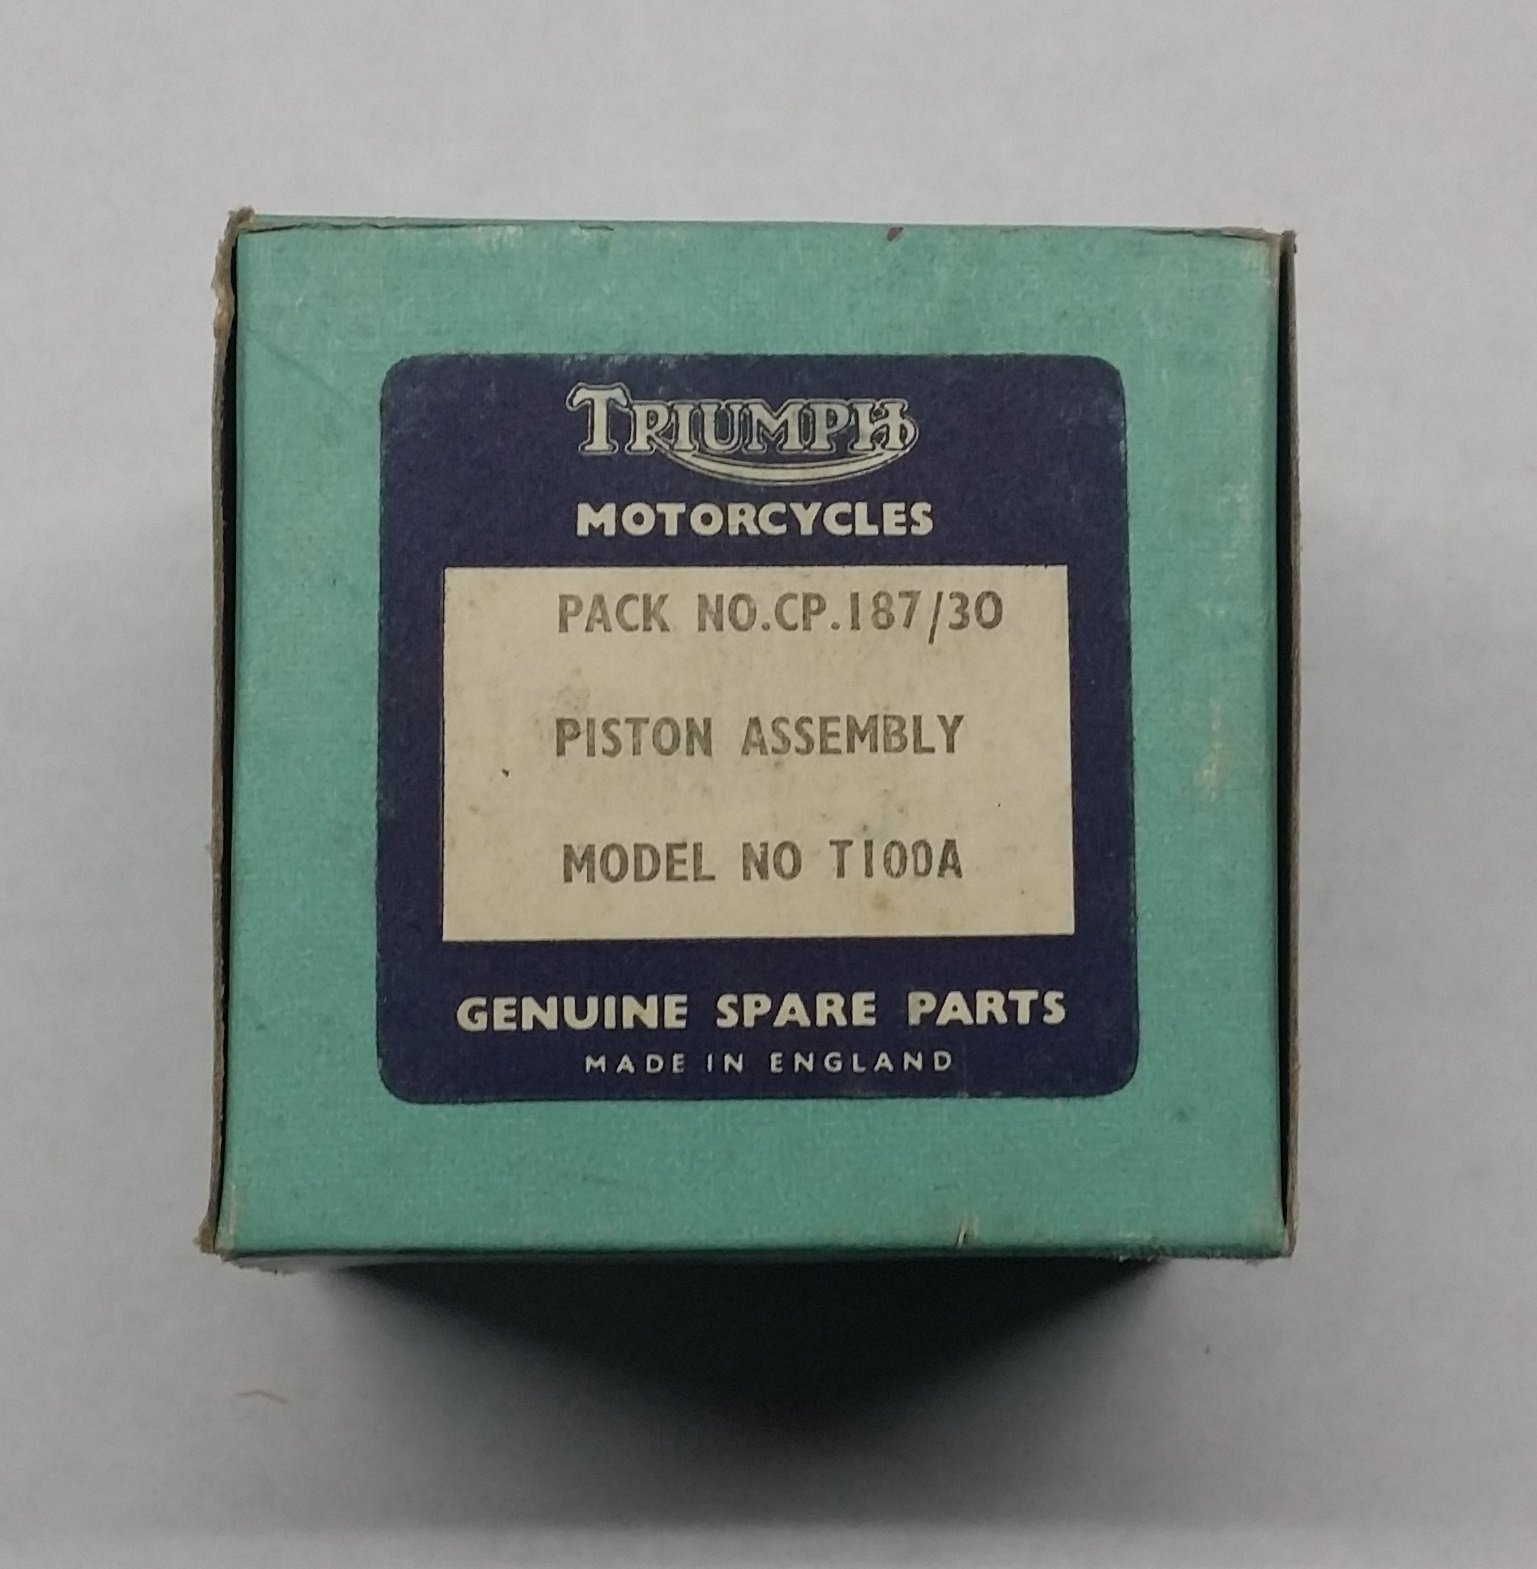 TRIUMPH
MOTORCYCLES
PACK NO.CP.187/30
PISTON ASSEMBLY
MODEL NO T100A
GENUINE SPARE PARTS
MADE IN ENGLAND